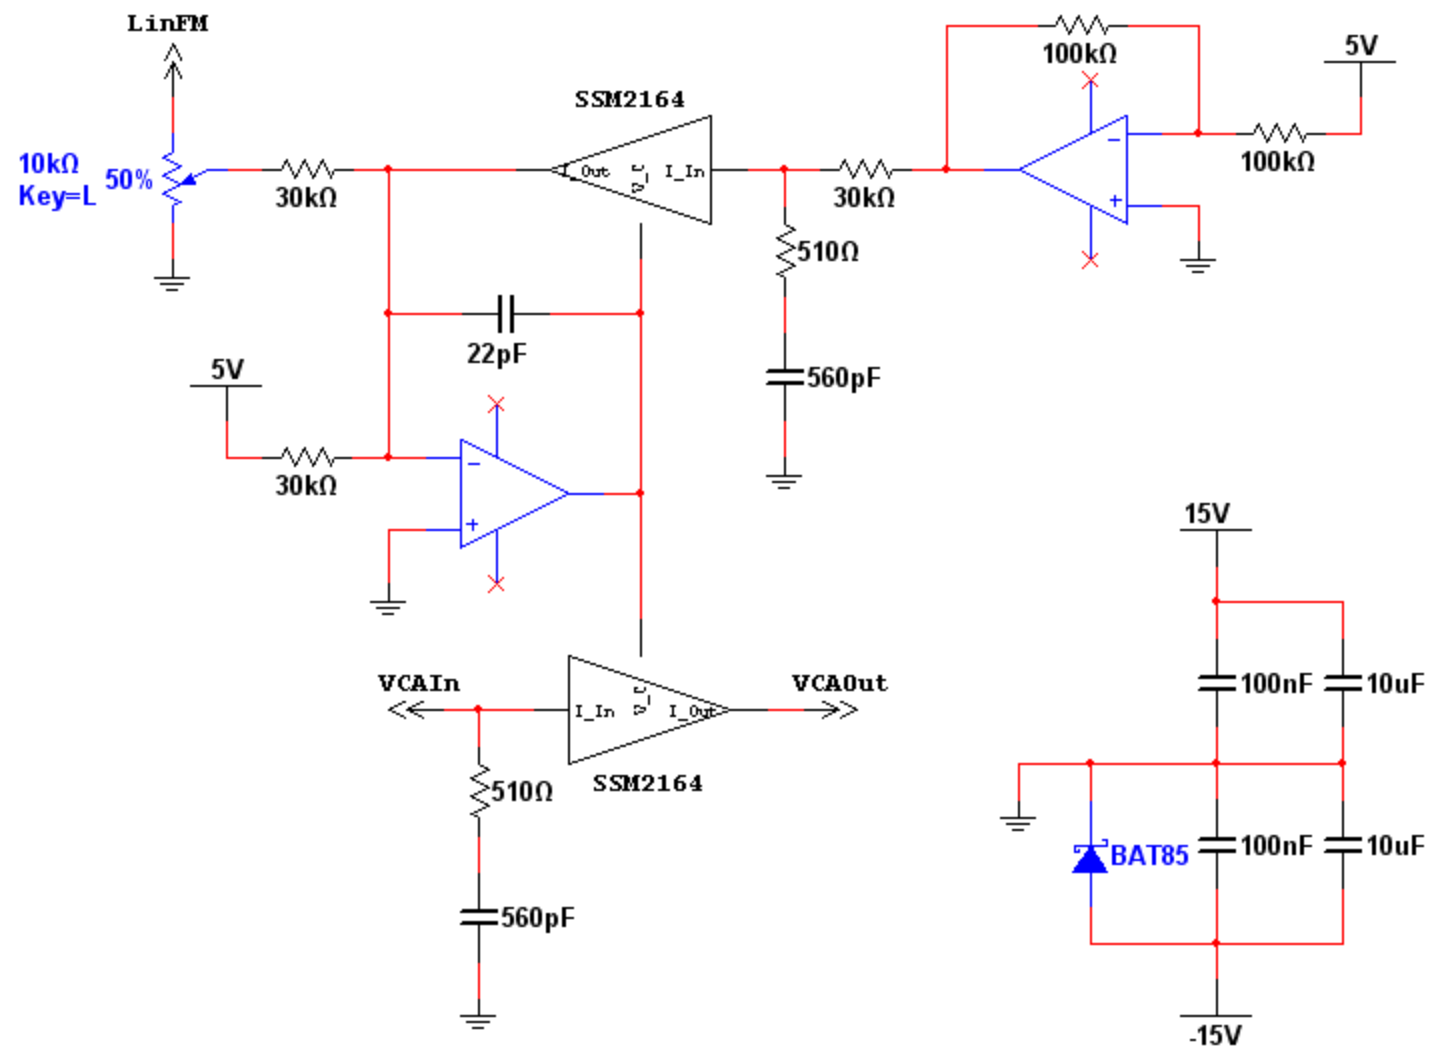 LinFM
100kΩ
5V
SSM2164
10kΩ
Key=L
50%
30kΩ
I_Out
V_C
I_In
30kΩ
-
+
100kΩ
510Ω
22pF
560pF
5V
30kΩ
-
+
15V
VCAIn
VCAOut
I_In
V_C
I_Out
100nF
10uF
SSM2164
510Ω
BAT85
100nF
10uF
560pF
-15V